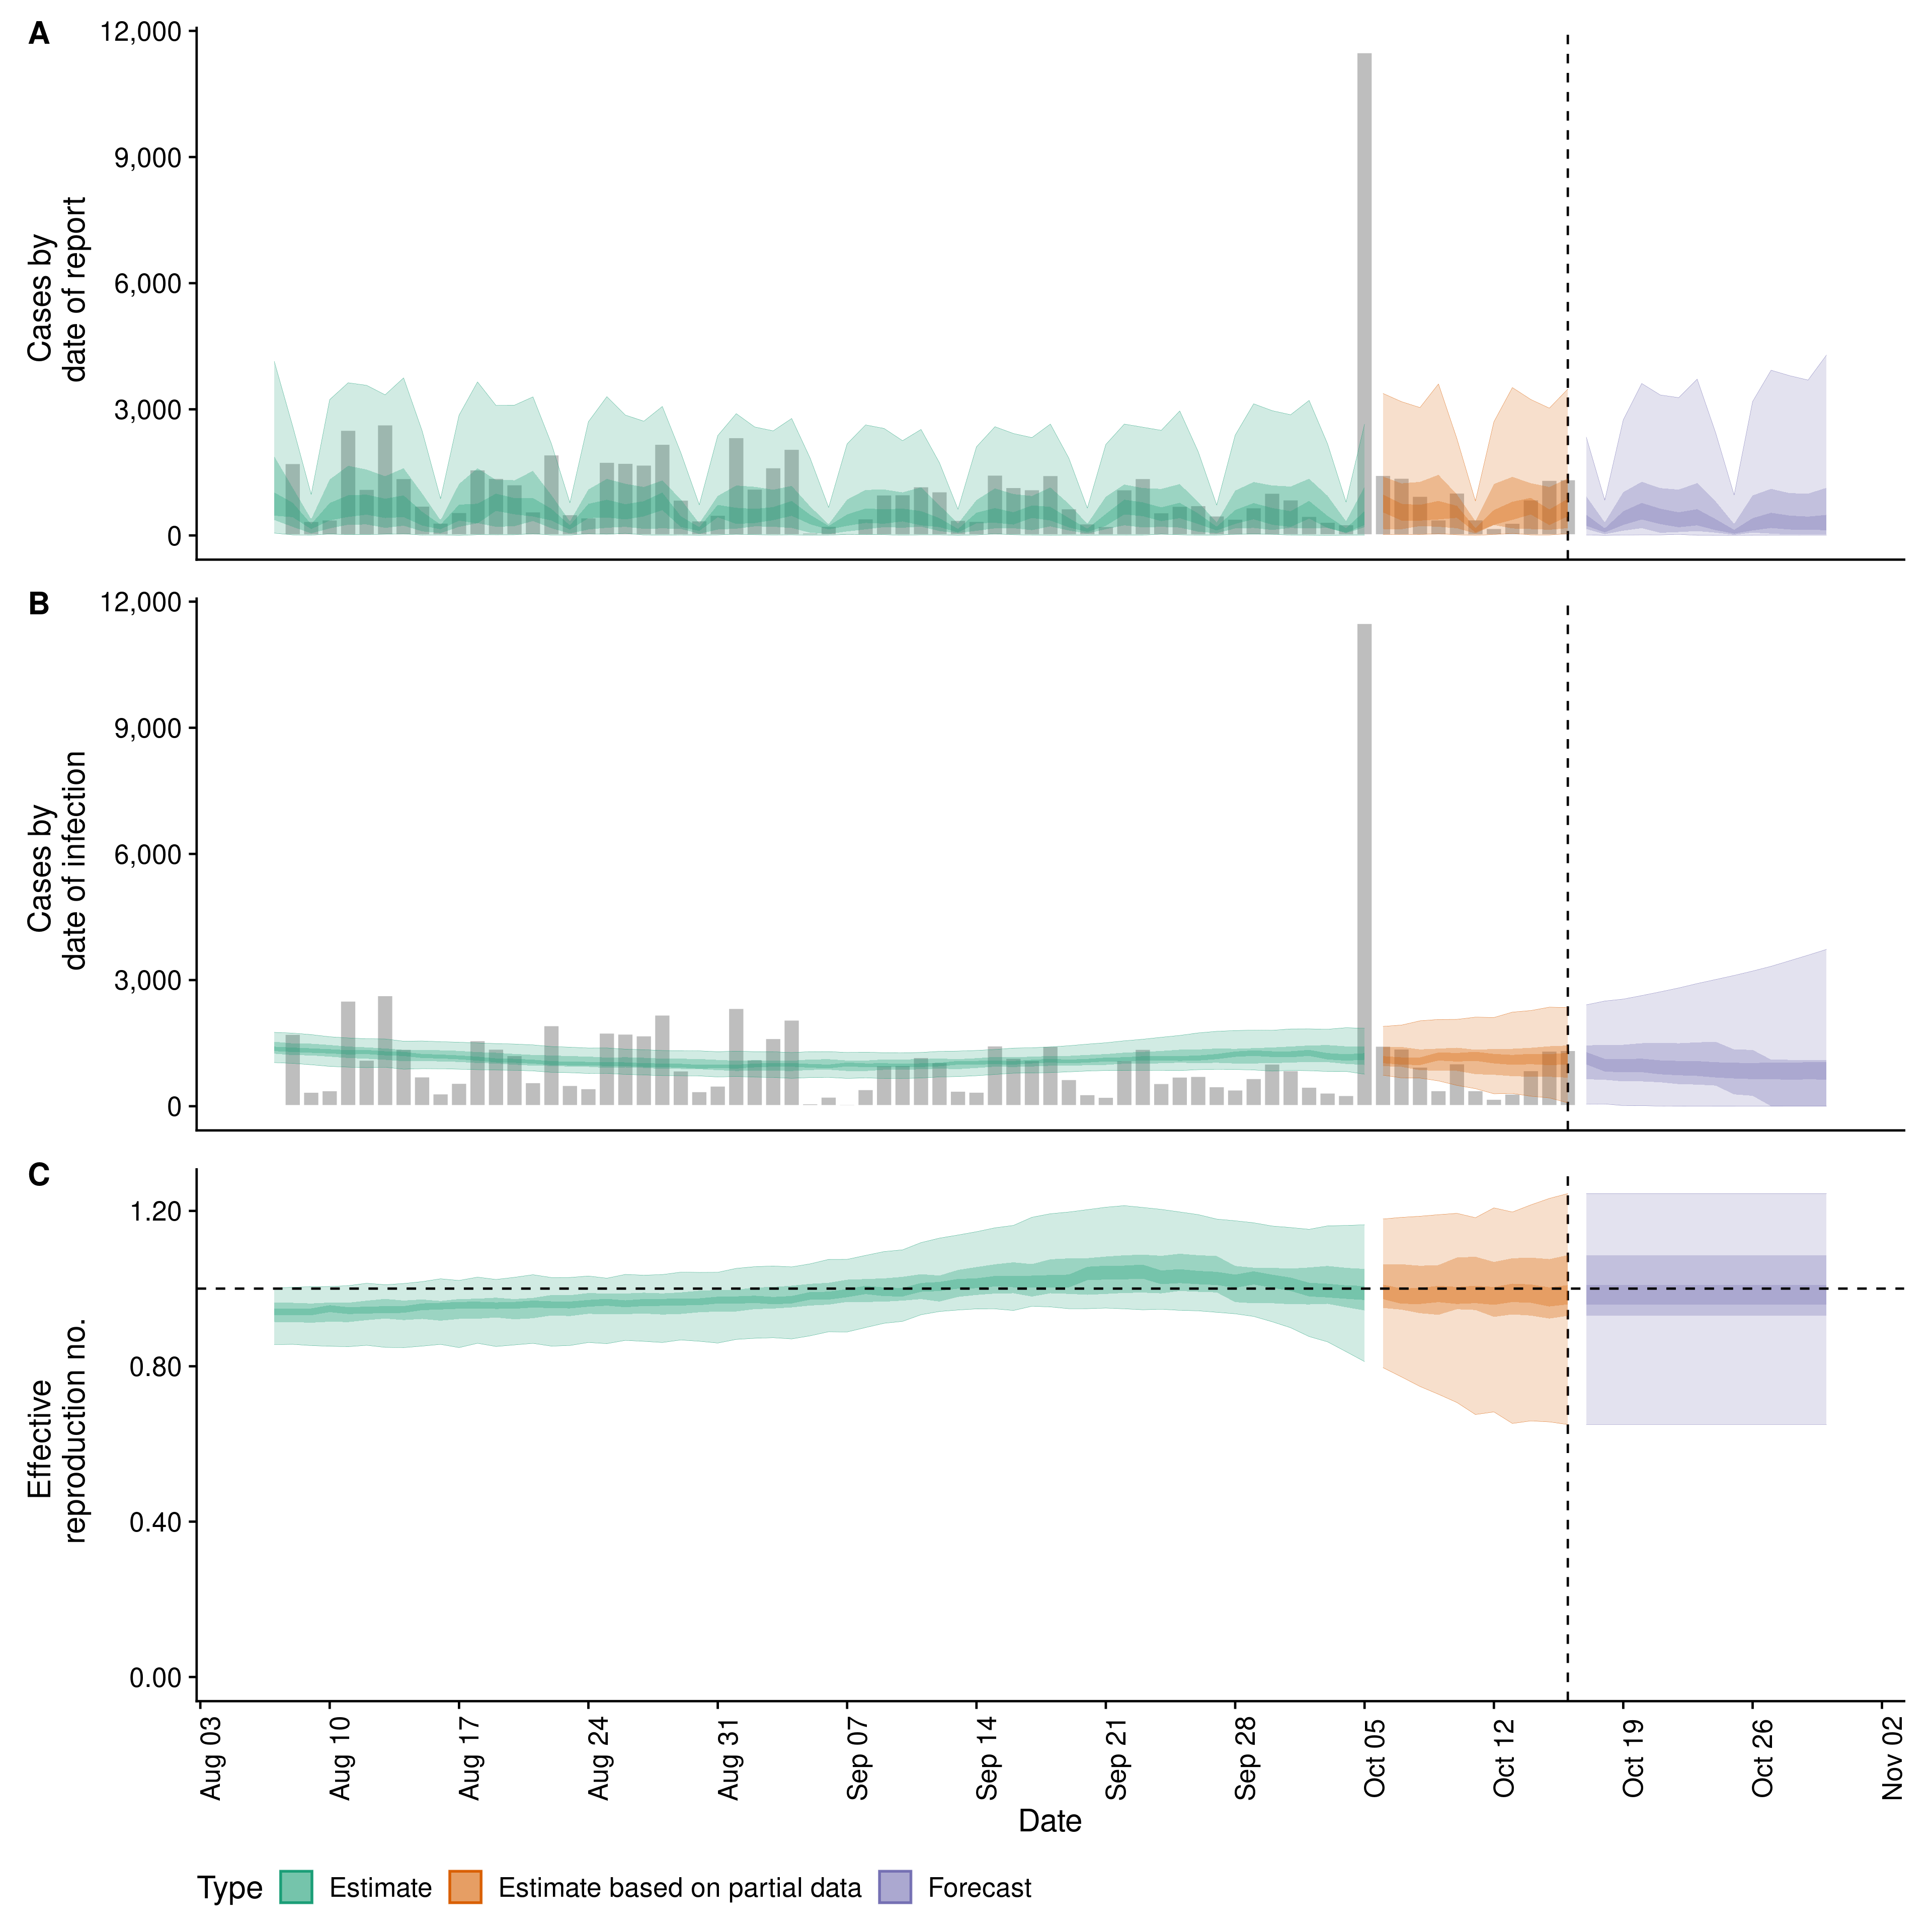 A
12,000
9,000
6,000
3,000
0
Cases by
date of report
B
12,000
9,000
6,000
3,000
0
Cases by
date of infection
C
1.20
0.80
0.40
0.00
Effective
reproduction no.
Aug 03
Aug 10
Aug 17
Aug 24
Aug 31
Sep 07
Sep 14
Sep 21
Sep 28
Oct 05
Oct 12
Oct 19
Oct 26
Nov 02
Date
Type Estimate Estimate based on partial data Forecast